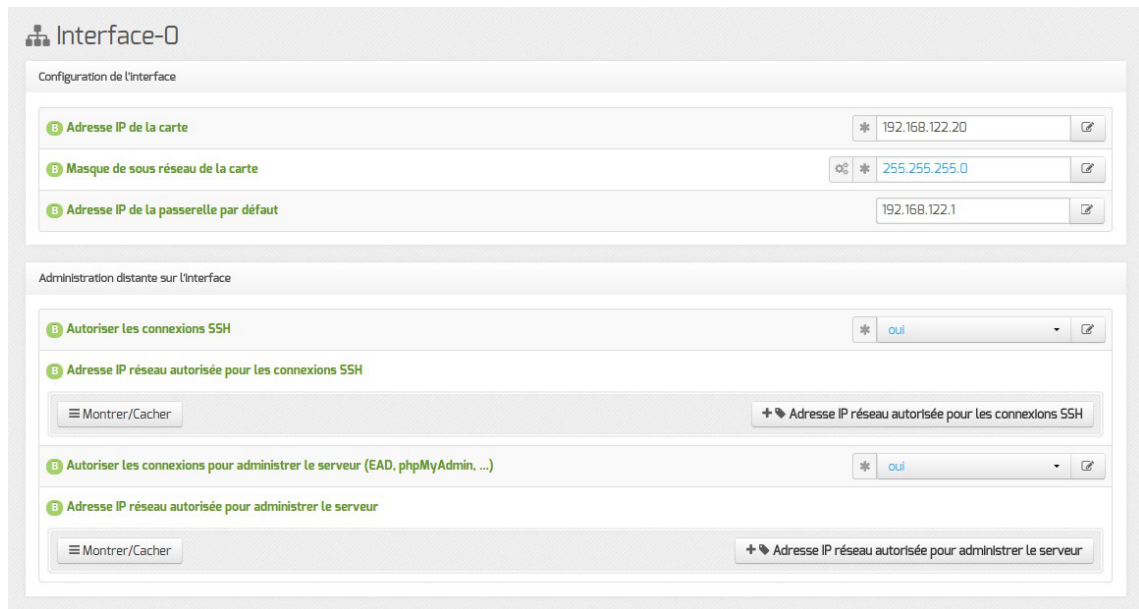 Interface-0
Configuration de l'interface
B Adresse IP de la carte * 192.168.122.20
B Masque de sous réseau de la carte * 255.255.255.0
B Adresse IP de la passerelle par défaut 192.168.122.1
Administration distante sur l'interface
B Autoriser les connexions SSH * oui
B Adresse IP réseau autorisée pour les connexions SSH
Montrer/Cacher + Adresse IP réseau autorisée pour les connexions SSH
B Autoriser les connexions pour administrer le serveur (EAD, phpMyAdmin, ...) * oui
B Adresse IP réseau autorisée pour administrer le serveur
Montrer/Cacher + Adresse IP réseau autorisée pour administrer le serveur